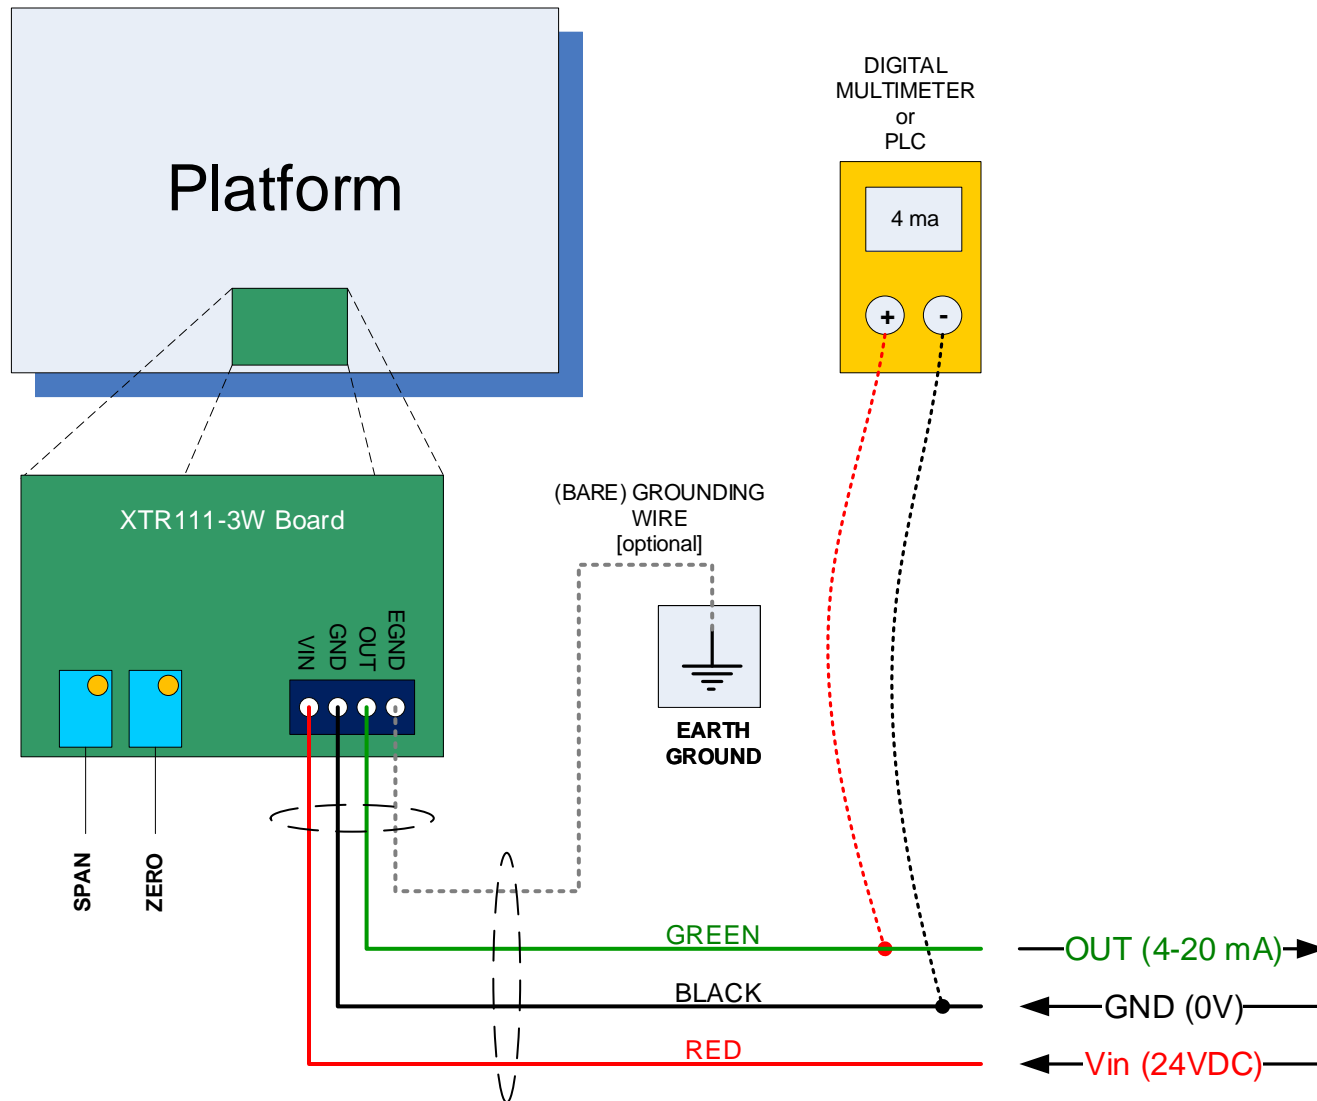 Platform
DIGITAL
MULTIMETER
or
PLC
4 ma
+
-
XTR111-3W Board
(BARE) GROUNDING
WIRE
[optional]
VIN
GND
OUT
EGND
EARTH
GROUND
SPAN
ZERO
GREEN
OUT (4-20 mA)
BLACK
GND (0V)
RED
Vin (24VDC)